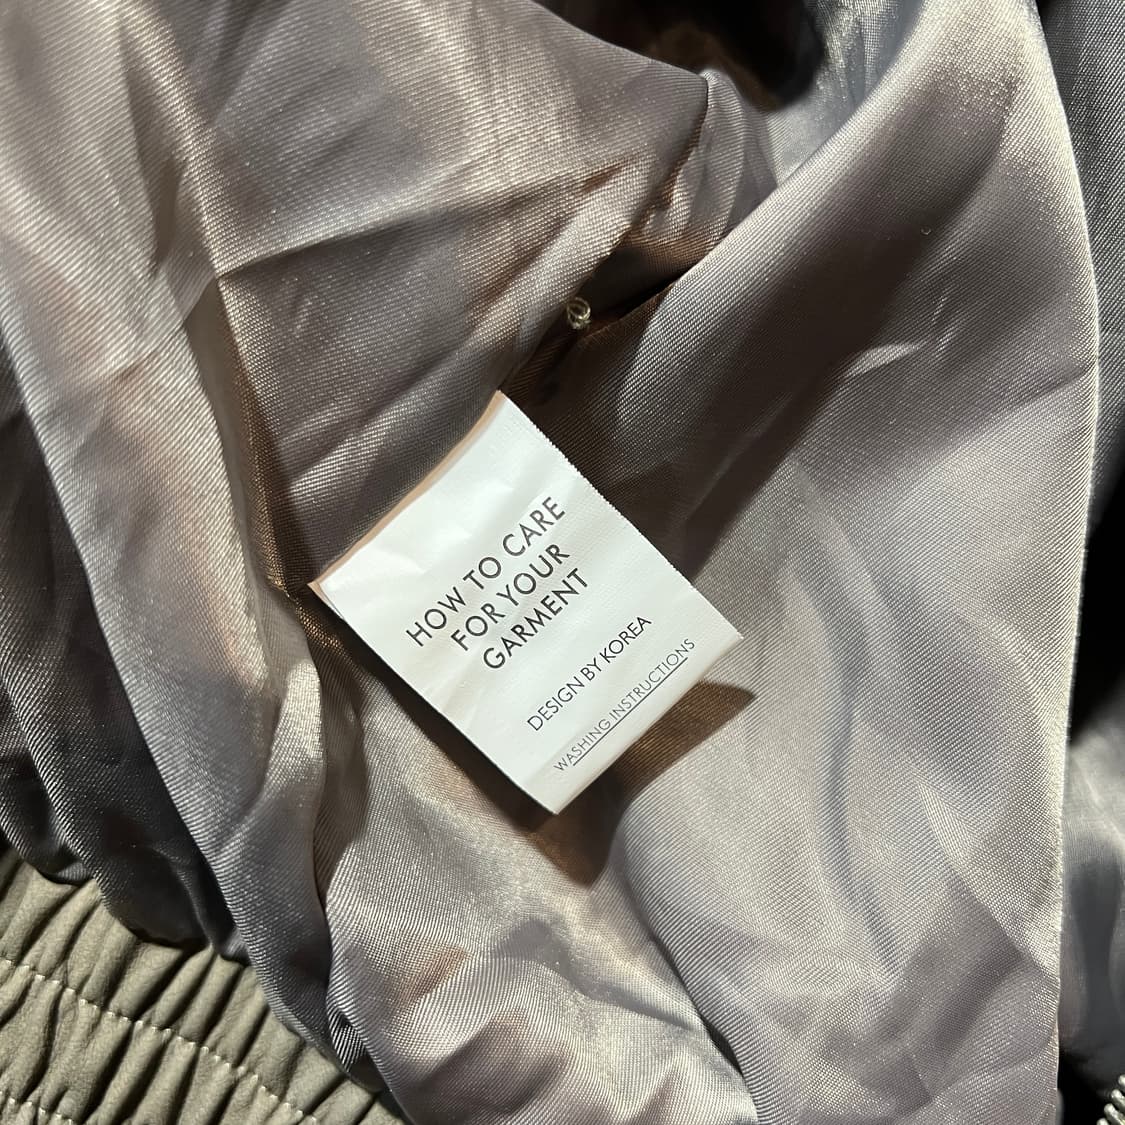 HOW TO CARE
FOR YOUR
GARMENT
DESIGN BY KOREA
WASHING INSTRUCTIONS